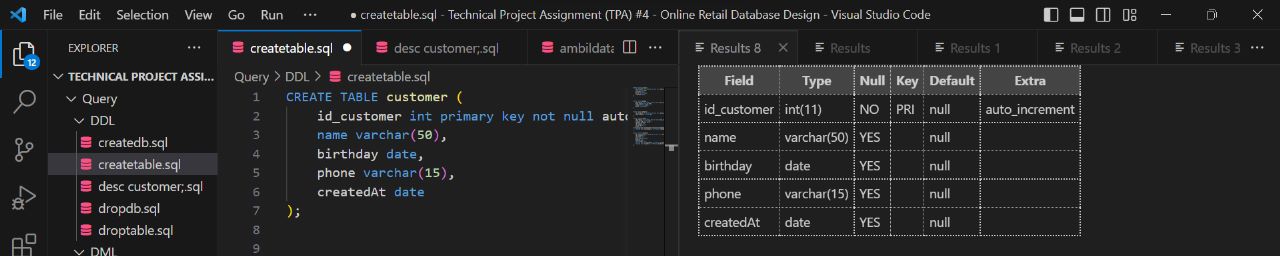 File Edit Selection View Go Run ··· ● createtable.sql - Technical Project Assignment (TPA) #4 - Online Retail Database Design - Visual Studio Code
12
EXPLORER ···
TECHNICAL PROJECT ASSI...
Query
DDL
createdb.sql
createtable.sql
desc customer;.sql
dropdb.sql
droptable.sql
DML
createtable.sql ● desc customer;.sql ambildata ···
Query > DDL > createtable.sql
1 CREATE TABLE customer (
2 id_customer int primary key not null auto
3 name varchar(50),
4 birthday date,
5 phone varchar(15),
6 createdAt date
7 );
8
9
Results 8 Results Results 1 Results 2 Results 3 ···
Field Type Null Key Default Extra
id_customer int(11) NO PRI null auto_increment
name varchar(50) YES null
birthday date YES null
phone varchar(15) YES null
createdAt date YES null